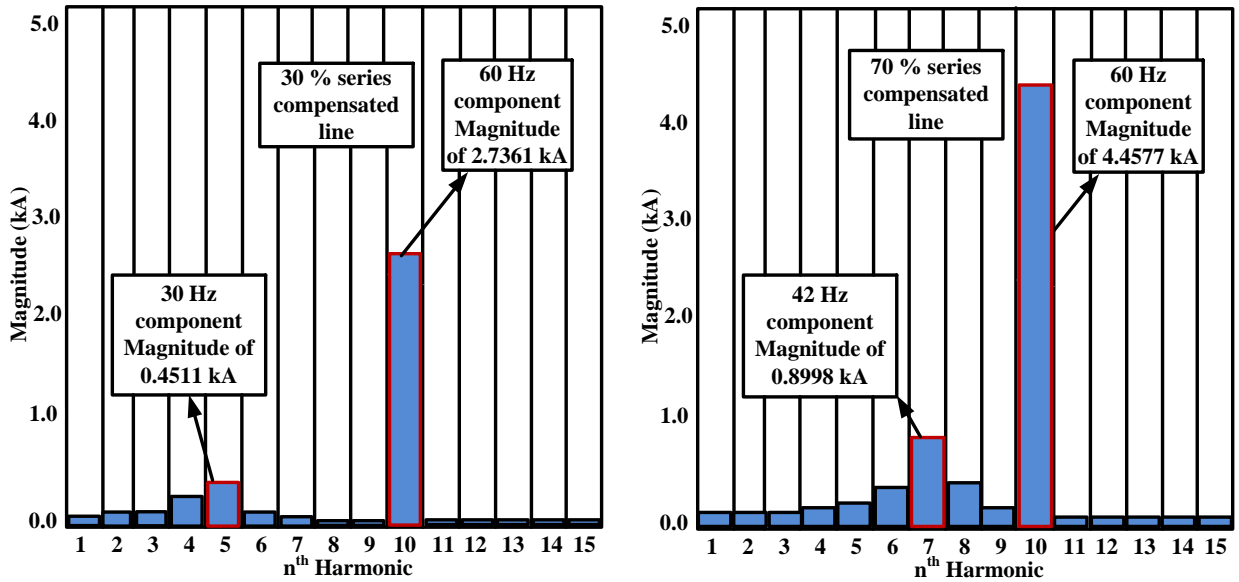 5.0
4.0
3.0
2.0
1.0
0.0
Magnitude (kA)
30 % series
compensated
line
60 Hz
component
Magnitude
of 2.7361 kA
30 Hz
component
Magnitude of
0.4511 kA
1 2 3 4 5 6 7 8 9 10 11 12 13 14 15
nth Harmonic
5.0
4.0
3.0
2.0
1.0
0.0
Magnitude (kA)
70 % series
compensated
line
60 Hz
component
Magnitude
of 4.4577 kA
42 Hz
component
Magnitude of
0.8998 kA
1 2 3 4 5 6 7 8 9 10 11 12 13 14 15
nth Harmonic